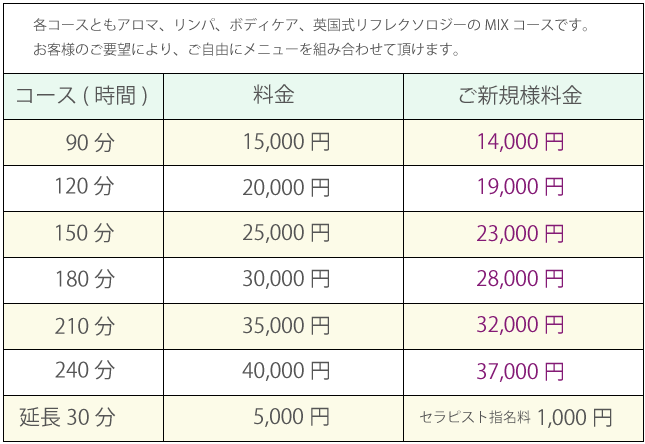 各コースともアロマ、リンパ、ボディケア、英国式リフレクソロジーの MIX コースです。
お客様のご要望により、ご自由にメニューを組み合わせて頂けます。
コース ( 時間 ) 料金 ご新規様料金
90 分 15,000 円 14,000 円
120 分 20,000 円 19,000 円
150 分 25,000 円 23,000 円
180 分 30,000 円 28,000 円
210 分 35,000 円 32,000 円
240 分 40,000 円 37,000 円
延長 30 分 5,000 円 セラピスト指名料 1,000 円